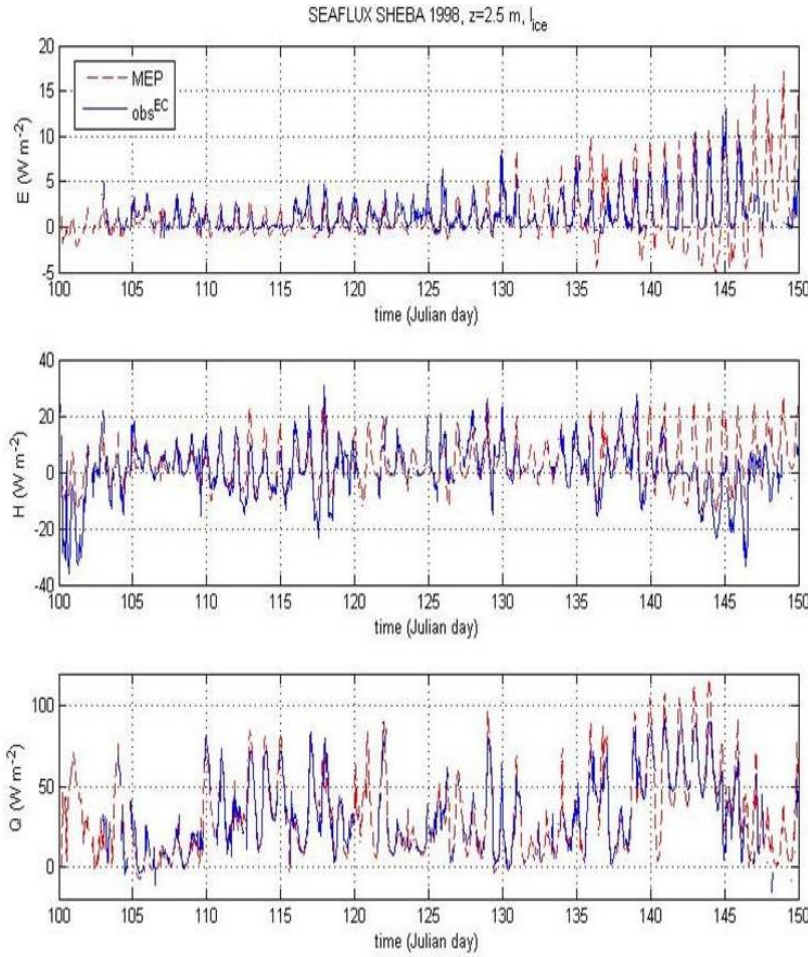 SEAFLUX SHEBA 1998, z=2.5 m, I_ice
MEP
obs^EC
E (W m^-2)
20
15
10
5
0
-5
100 105 110 115 120 125 130 135 140 145 150
time (Julian day)
H (W m^-2)
40
20
0
-20
-40
100 105 110 115 120 125 130 135 140 145 150
time (Julian day)
Q (W m^-2)
100
50
0
100 105 110 115 120 125 130 135 140 145 150
time (Julian day)